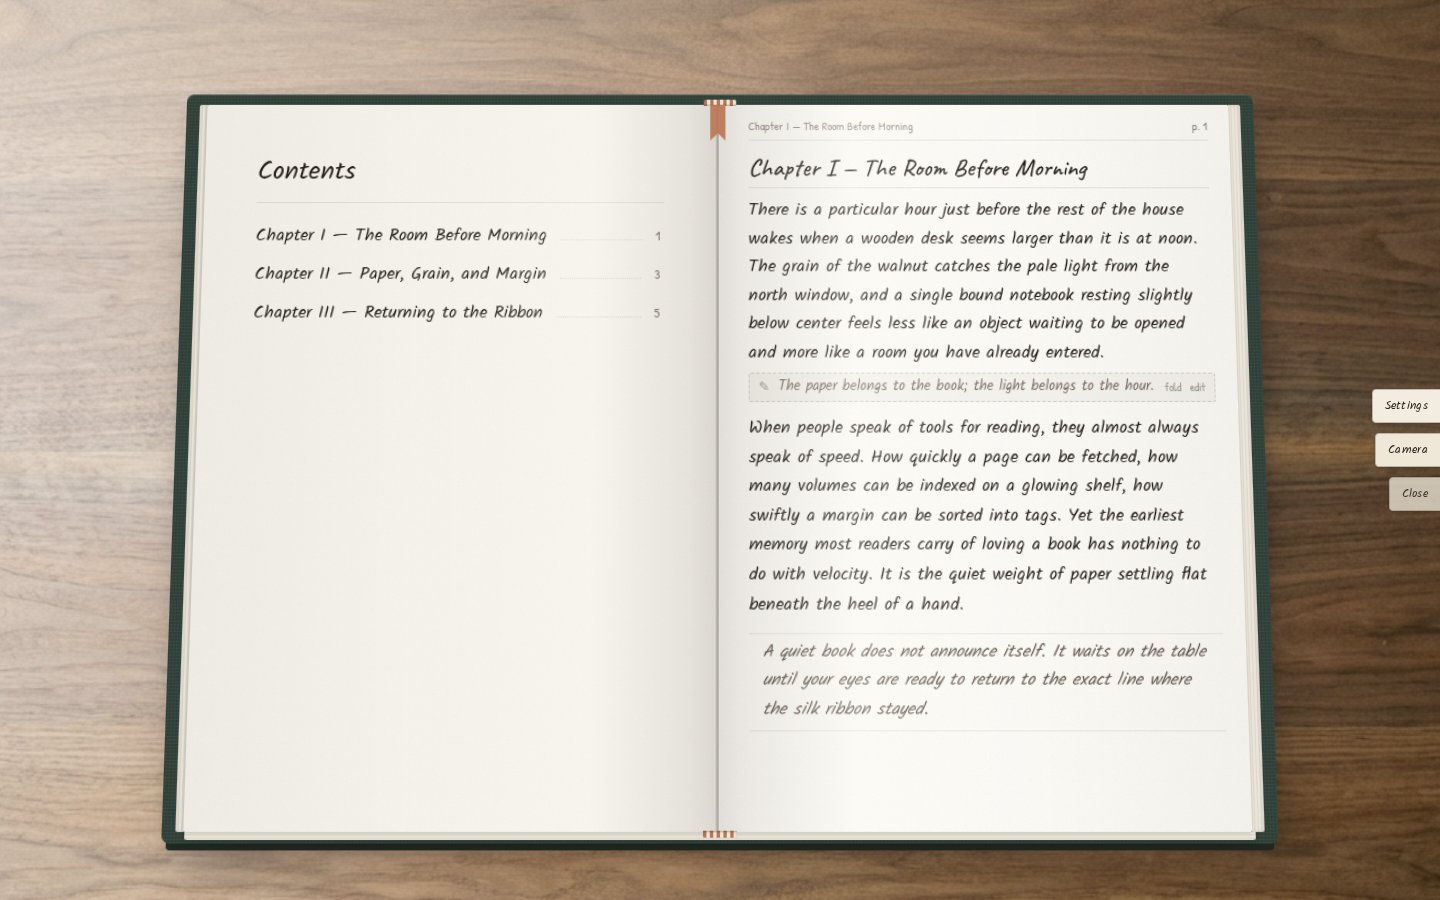 Contents
Chapter I — The Room Before Morning 1
Chapter II — Paper, Grain, and Margin 3
Chapter III — Returning to the Ribbon 5
Chapter I — The Room Before Morning p. 1
Chapter I — The Room Before Morning
There is a particular hour just before the rest of the house
wakes when a wooden desk seems larger than it is at noon.
The grain of the walnut catches the pale light from the
north window, and a single bound notebook resting slightly
below center feels less like an object waiting to be opened
and more like a room you have already entered.
✎ The paper belongs to the book; the light belongs to the hour. fold edit
When people speak of tools for reading, they almost always
speak of speed. How quickly a page can be fetched, how
many volumes can be indexed on a glowing shelf, how
swiftly a margin can be sorted into tags. Yet the earliest
memory most readers carry of loving a book has nothing to
do with velocity. It is the quiet weight of paper settling flat
beneath the heel of a hand.
A quiet book does not announce itself. It waits on the table
until your eyes are ready to return to the exact line where
the silk ribbon stayed.
Settings
Camera
Close